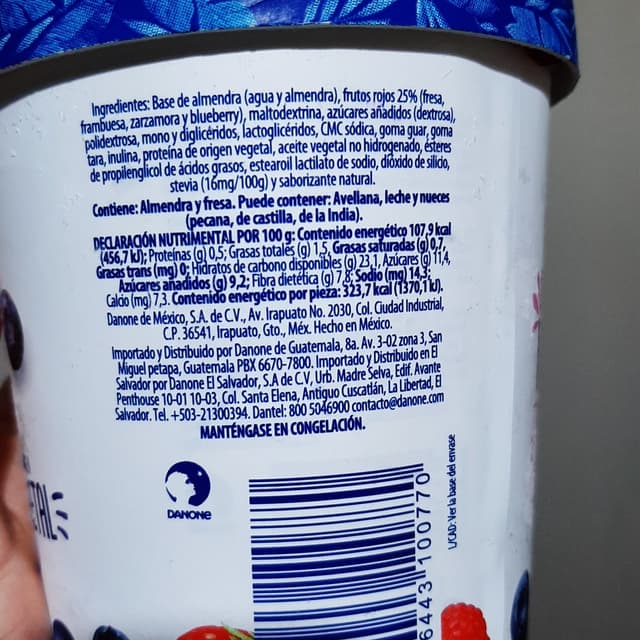 Ingredientes: Base de almendra (agua y almendra), frutos rojos 25% (fresa,
frambuesa, zarzamora y blueberry), maltodextrina, azúcares añadidos (dextrosa),
polidextrosa, mono y diglicéridos, lactoglicéridos, CMC sódica, goma guar, goma
tara, inulina, proteína de origen vegetal, aceite vegetal no hidrogenado, ésteres
de propilenglicol de ácidos grasos, estearoil lactilato de sodio, dióxido de silicio,
stevia (16mg/100g) y saborizante natural.
Contiene: Almendra y fresa. Puede contener: Avellana, leche y nueces
(pecana, de castilla, de la India).
DECLARACIÓN NUTRIMENTAL POR 100 g: Contenido energético 107,9 kcal
(456,7 kJ); Proteínas (g) 0,5; Grasas totales (g) 1,5, Grasas saturadas (g) 0,7,
Grasas trans (mg) 0; Hidratos de carbono disponibles (g) 23,1, Azúcares (g) 11,4,
Azúcares añadidos (g) 9,2; Fibra dietética (g) 7,8; Sodio (mg) 14,3;
Calcio (mg) 7,3. Contenido energético por pieza: 323,7 kcal (1370,1 kJ).
Danone de México, S.A. de C.V., Av. Irapuato No. 2030, Col. Ciudad Industrial,
C.P. 36541, Irapuato, Gto., Méx. Hecho en México.
Importado y Distribuido por Danone de Guatemala, 8a. Av. 3-02 zona 3, San
Miguel petapa, Guatemala PBX 6670-7800. Importado y Distribuido en El
Salvador por Danone El Salvador, S.A de C.V, Urb. Madre Selva, Edif. Avante
Penthouse 10-01 10-03, Col. Santa Elena, Antiguo Cuscatlán, La Libertad, El
Salvador. Tel. +503-21300394. Dantel: 800 5046900 contacto@danone.com
MANTÉNGASE EN CONGELACIÓN.
DANONE
6443 100770
L/CAD: Ver la base del envase